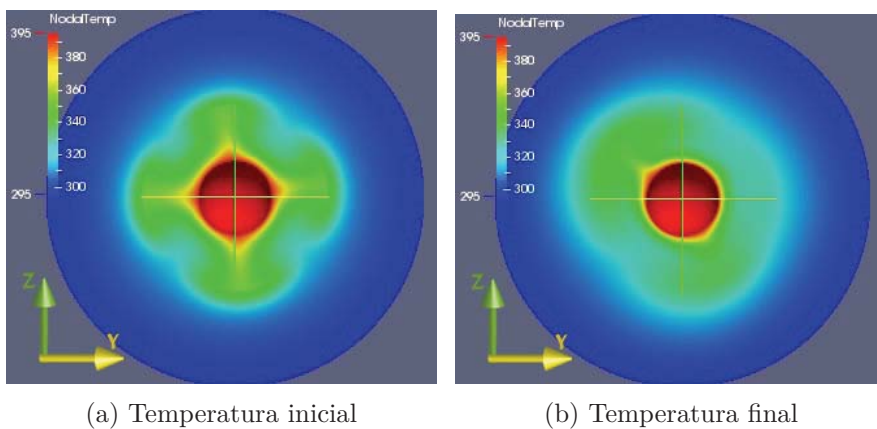 NodalTemp
395
380
360
340
320
300
295
Z
Y
NodalTemp
395
380
360
340
320
300
295
Z
Y
(a) Temperatura inicial
(b) Temperatura final